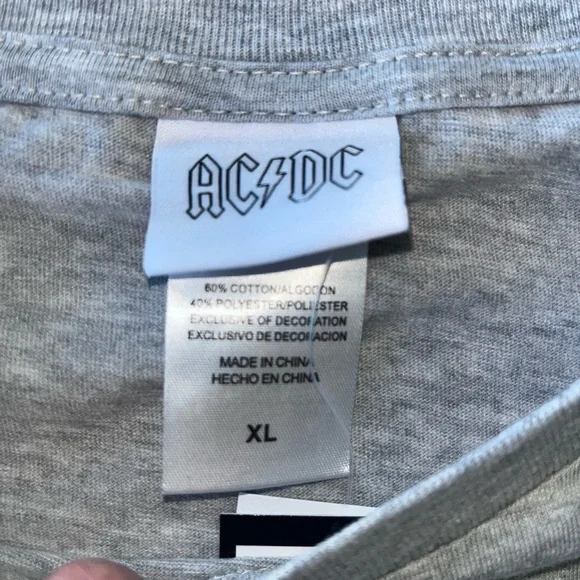 AC⚡DC
60% COTTON/ALGODON
40% POLYESTER/POLIESTER
EXCLUSIVE OF DECORATION
EXCLUSIVO DE DECORACION
MADE IN CHINA
HECHO EN CHINA
XL